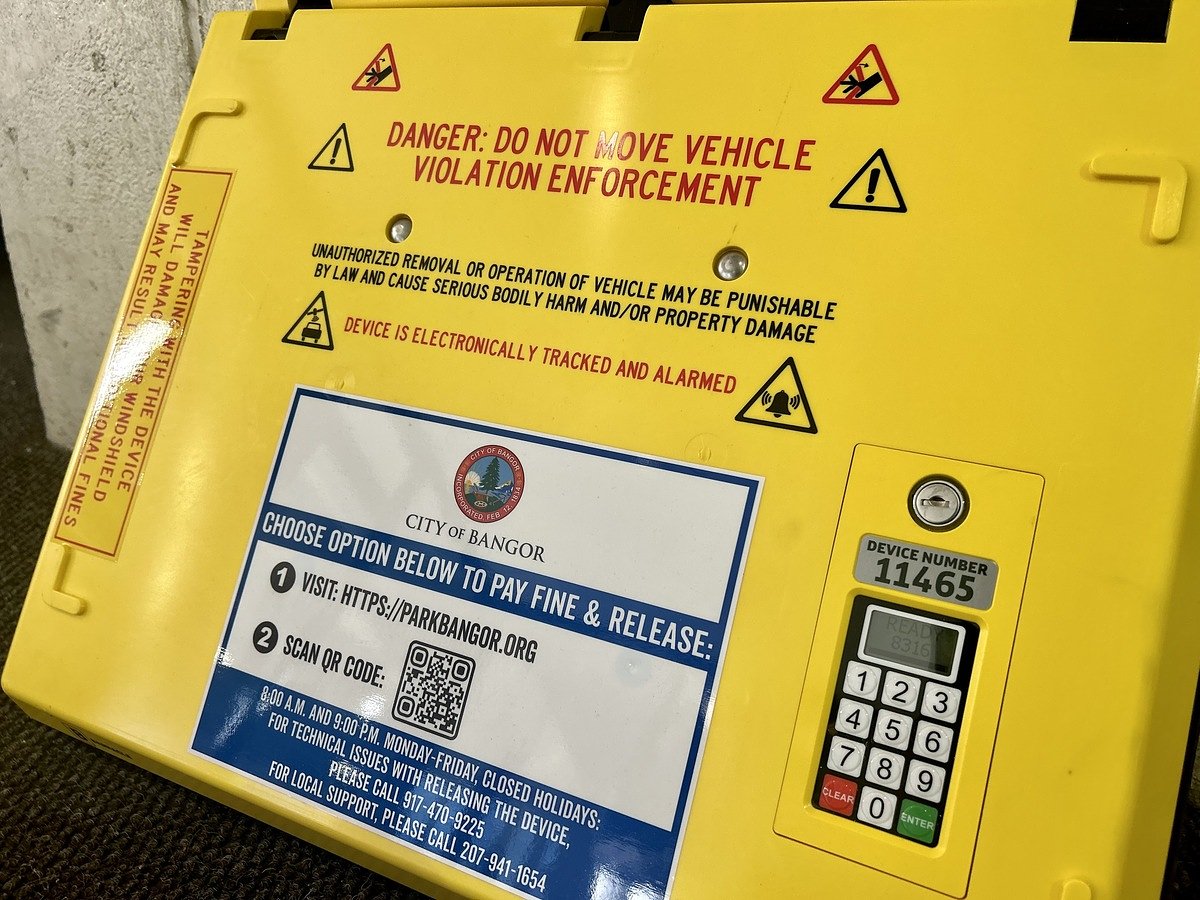 DANGER: DO NOT MOVE VEHICLE
VIOLATION ENFORCEMENT
UNAUTHORIZED REMOVAL OR OPERATION OF VEHICLE MAY BE PUNISHABLE
BY LAW AND CAUSE SERIOUS BODILY HARM AND/OR PROPERTY DAMAGE
DEVICE IS ELECTRONICALLY TRACKED AND ALARMED
TAMPERING WITH THE DEVICE
WILL DAMAGE WINDSHIELD
AND MAY RESULT FINES
CITY OF BANGOR
INCORPORATED, FEB. 12, 1834
CITY OF BANGOR
CHOOSE OPTION BELOW TO PAY FINE & RELEASE:
1 VISIT: HTTPS://PARKBANGOR.ORG
2 SCAN QR CODE:
8:00 A.M. AND 9:00 P.M. MONDAY-FRIDAY, CLOSED HOLIDAYS:
FOR TECHNICAL ISSUES WITH RELEASING THE DEVICE,
PLEASE CALL 917-470-9225
FOR LOCAL SUPPORT, PLEASE CALL 207-941-1654
DEVICE NUMBER
11465
READY
8316
1 2 3
4 5 6
7 8 9
CLEAR 0 ENTER